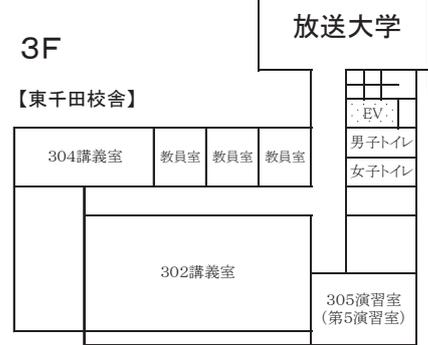 放送大学
3F
【東千田校舎】
EV
男子トイレ
女子トイレ
304講義室
教員室
教員室
教員室
302講義室
305演習室
(第5演習室)